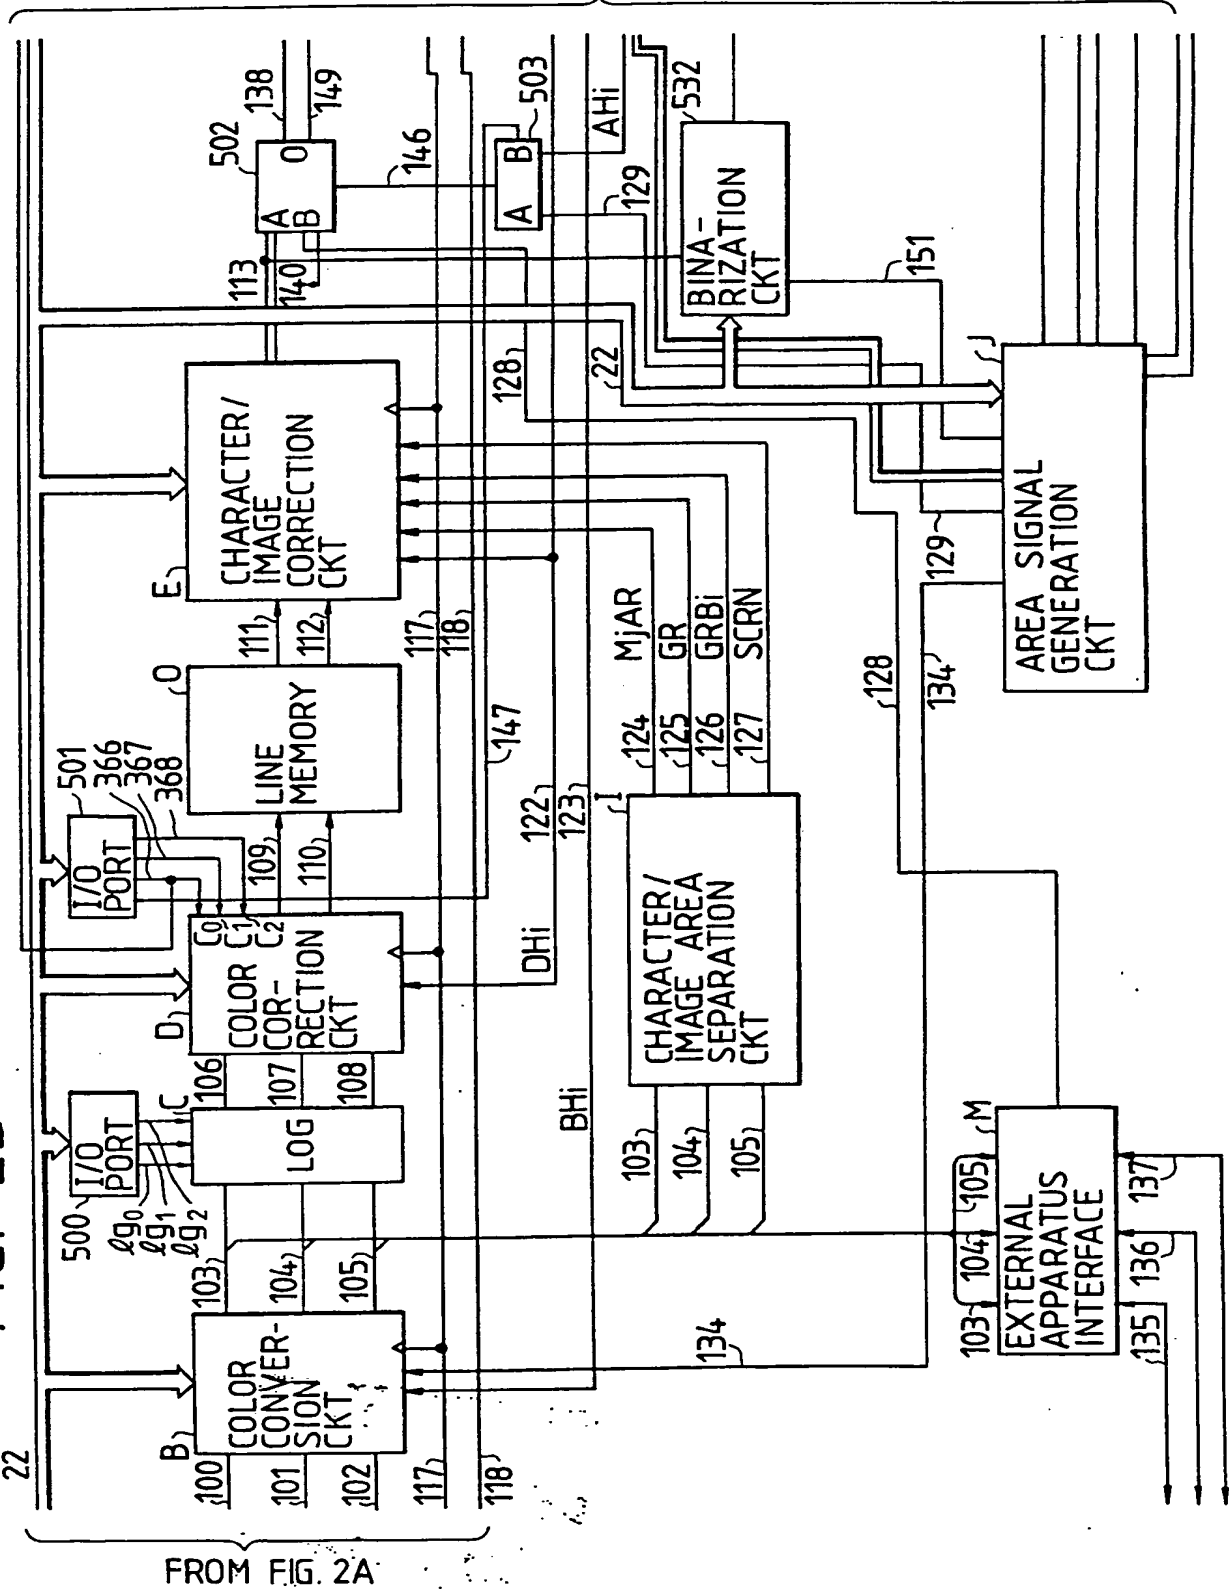 22
138
149
502
503
A
B
O
146
A
B
AHi
532
129
113
140
BINA-
RIZATION
CKT
151
J
128
22
E
CHARACTER/
IMAGE
CORRECTION
CKT
111
112
117
118
129
AREA SIGNAL
GENERATION
CKT
O
LINE
MEMORY
501
366
367
368
I/O
PORT
109
110
147
122
123
MjAR
GR
GRBi
SCRN
124
125
126
127
128
134
I
CHARACTER/
IMAGE AREA
SEPARATION
CKT
C0
C1
C2
D
COLOR
COR-
RECTION
CKT
DHi
BHi
106
107
108
C
LOG
I/O
PORT
500
lg0
lg1
lg2
103
104
105
103
104
105
M
103
104
105
EXTERNAL
APPARATUS
INTERFACE
135
136
137
134
B
COLOR
CONVER-
SION
CKT
100
101
102
117
118
FROM FIG. 2A